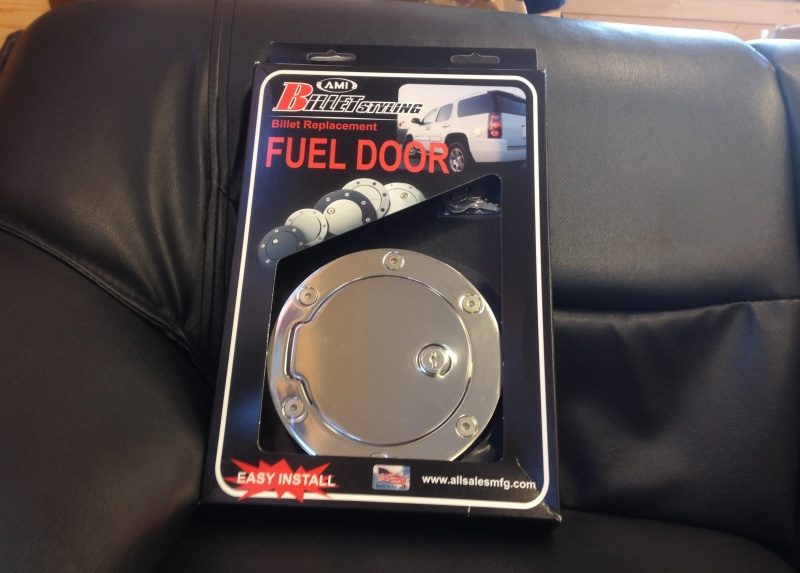 AMI
BILLET STYLING
Billet Replacement
FUEL DOOR
EASY INSTALL
www.allsalesmfg.com